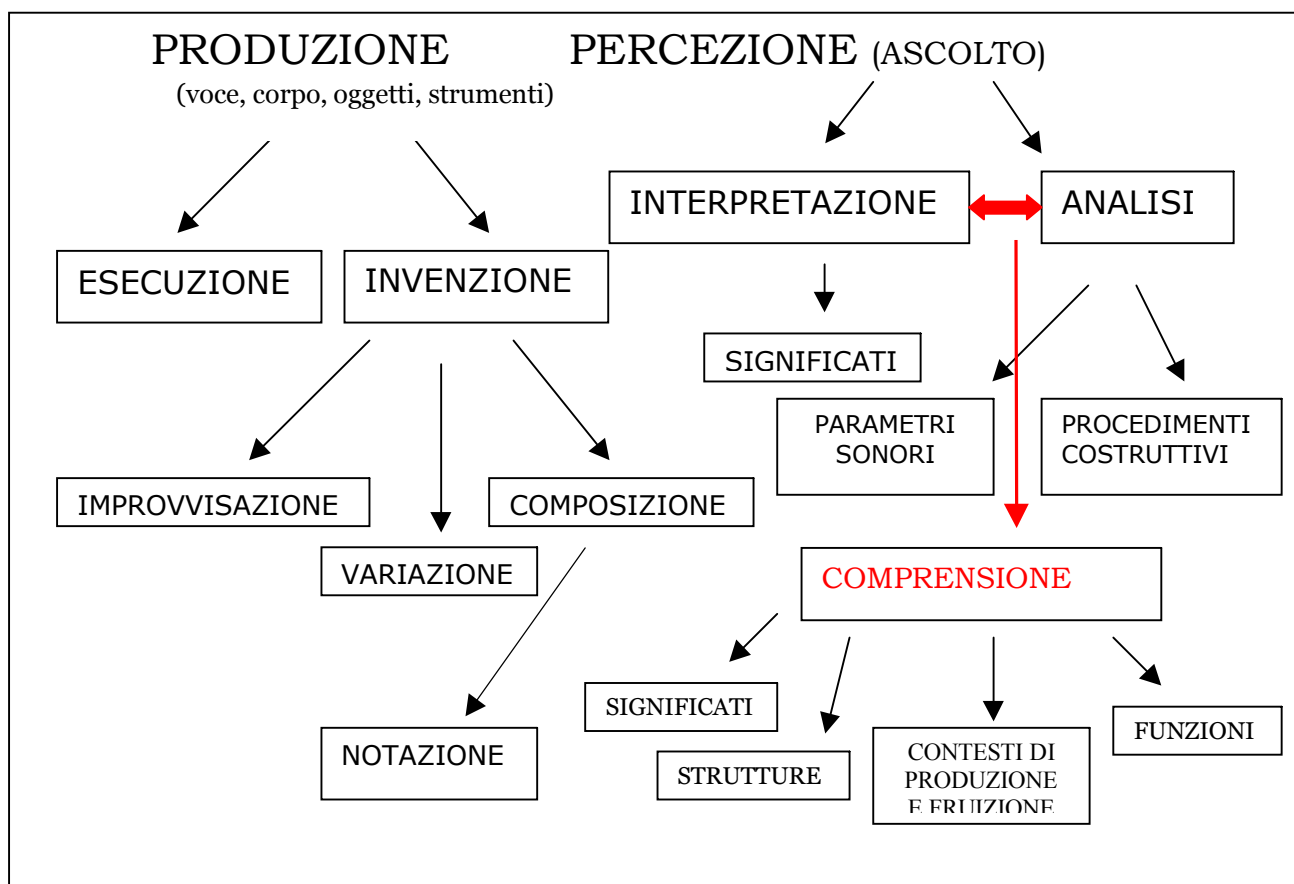 PRODUZIONE
(voce, corpo, oggetti, strumenti)
PERCEZIONE (ASCOLTO)
ESECUZIONE
INVENZIONE
IMPROVVISAZIONE
VARIAZIONE
COMPOSIZIONE
NOTAZIONE
INTERPRETAZIONE
ANALISI
SIGNIFICATI
PARAMETRI
SONORI
PROCEDIMENTI
COSTRUTTIVI
COMPRENSIONE
SIGNIFICATI
STRUTTURE
CONTESTI DI
PRODUZIONE
E FRUIZIONE
FUNZIONI